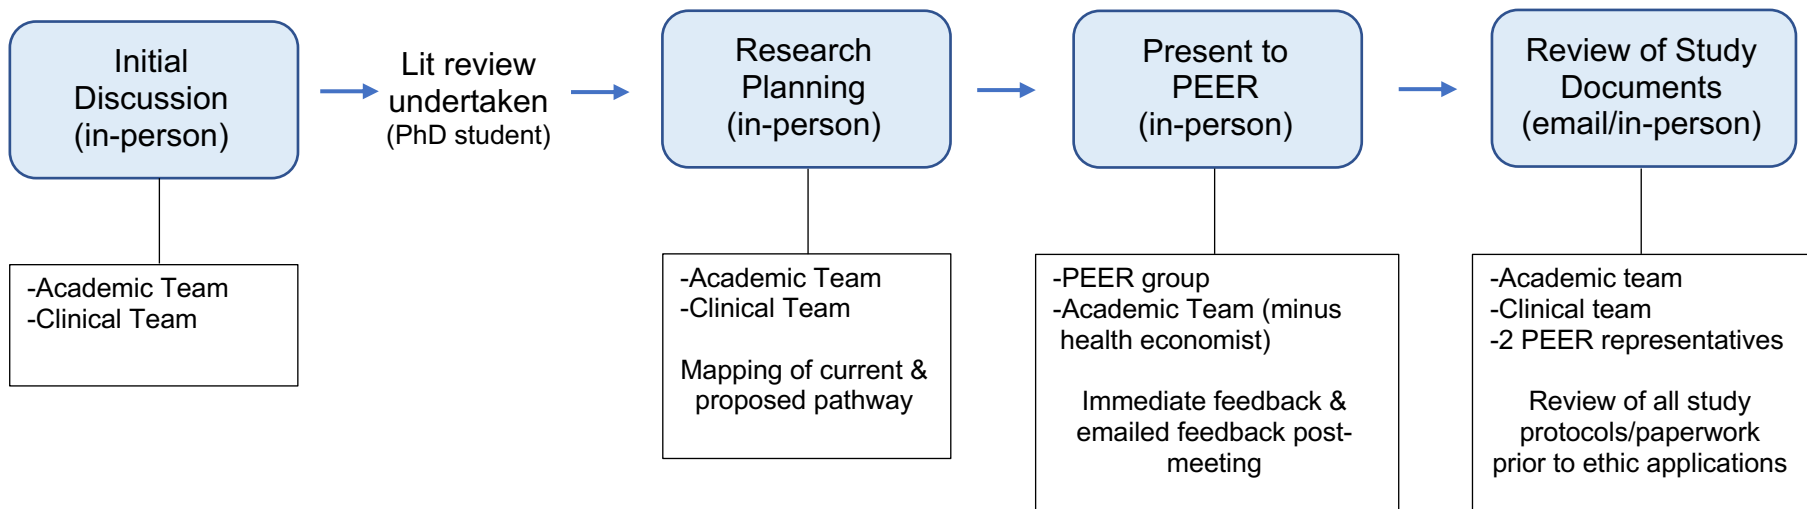 Initial
Discussion
(in-person)
Lit review
undertaken
(PhD student)
Research
Planning
(in-person)
Present to
PEER
(in-person)
Review of Study
Documents
(email/in-person)
-Academic Team
-Clinical Team
-Academic Team
-Clinical Team
Mapping of current &
proposed pathway
-PEER group
-Academic Team (minus
health economist)
Immediate feedback &
emailed feedback post-
meeting
-Academic team
-Clinical team
-2 PEER representatives
Review of all study
protocols/paperwork
prior to ethic applications